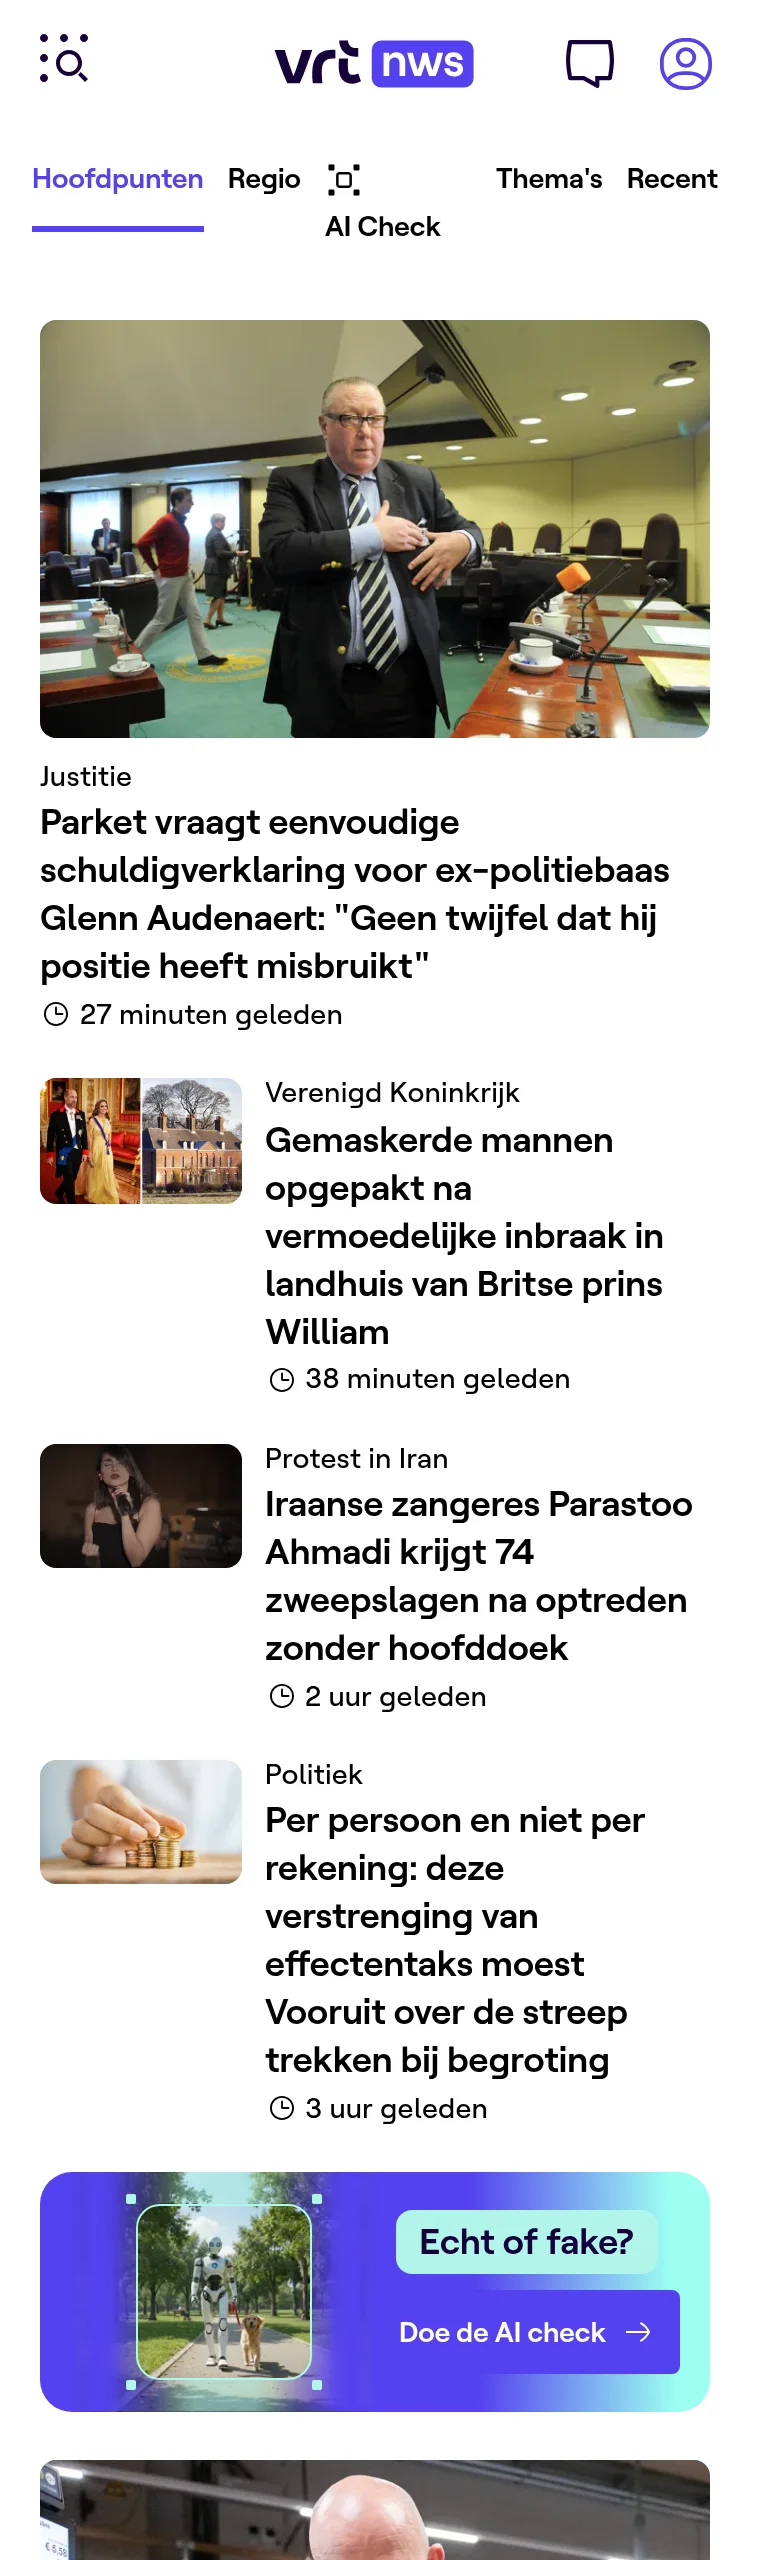 vrt nws
Hoofdpunten
Regio
AI Check
Thema's
Recent
Justitie
Parket vraagt eenvoudige
schuldigverklaring voor ex-politiebaas
Glenn Audenaert: "Geen twijfel dat hij
positie heeft misbruikt"
27 minuten geleden
Verenigd Koninkrijk
Gemaskerde mannen
opgepakt na
vermoedelijke inbraak in
landhuis van Britse prins
William
38 minuten geleden
Protest in Iran
Iraanse zangeres Parastoo
Ahmadi krijgt 74
zweepslagen na optreden
zonder hoofddoek
2 uur geleden
Politiek
Per persoon en niet per
rekening: deze
verstrenging van
effectentaks moest
Vooruit over de streep
trekken bij begroting
3 uur geleden
Echt of fake?
Doe de AI check